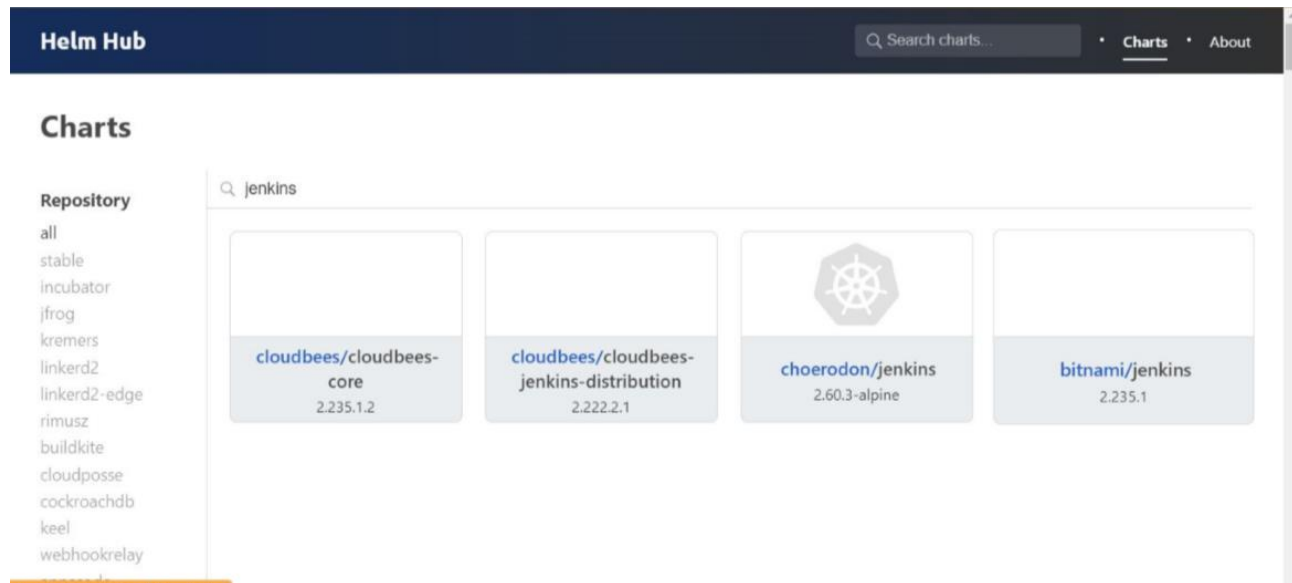 Helm Hub
Search charts...
Charts
About
Charts
Repository
all
stable
incubator
jfrog
kremers
linkerd2
linkerd2-edge
rimusz
buildkite
cloudposse
cockroachdb
keel
webhookrelay
jenkins
cloudbees/cloudbees-
core
2.235.1.2
cloudbees/cloudbees-
jenkins-distribution
2.222.2.1
choerodon/jenkins
2.60.3-alpine
bitnami/jenkins
2.235.1